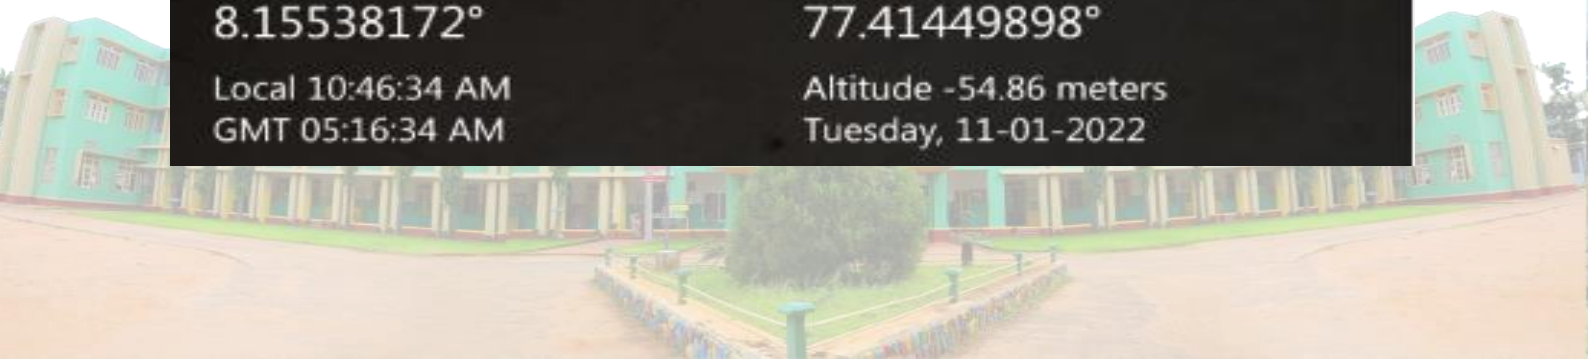 8.15538172°
77.41449898°
Local 10:46:34 AM
Altitude -54.86 meters
GMT 05:16:34 AM
Tuesday, 11-01-2022